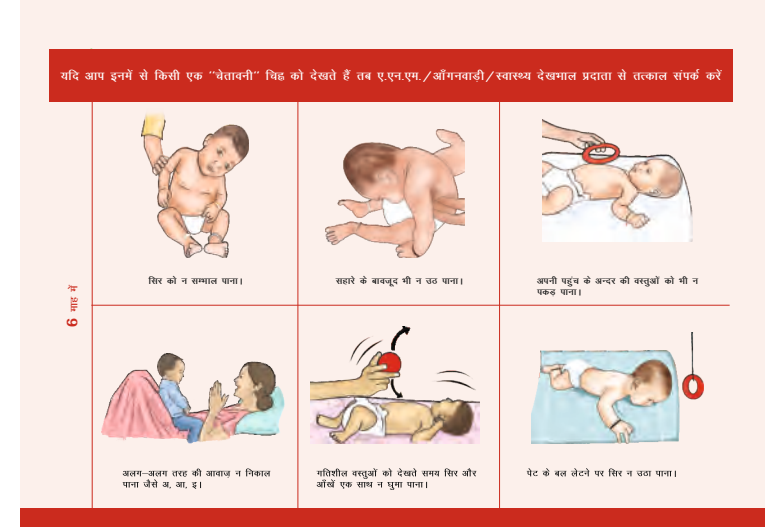 यदि आप इनमें से किसी एक "चेतावनी" चिह्न को देखते हैं तब ए.एन.एम./आँगनवाड़ी/स्वास्थ्य देखभाल प्रदाता से तत्काल संपर्क करें
6 माह में
सिर को न सम्भाल पाना।
सहारे के बावजूद भी न उठ पाना।
अपनी पहुंच के अन्दर की वस्तुओं को भी न
पकड़ पाना।
अलग–अलग तरह की आवाज़ न निकाल
पाना जैसे अ, आ, इ।
गतिशील वस्तुओं को देखते समय सिर और
आँखें एक साथ न घुमा पाना।
पेट के बल लेटने पर सिर न उठा पाना।